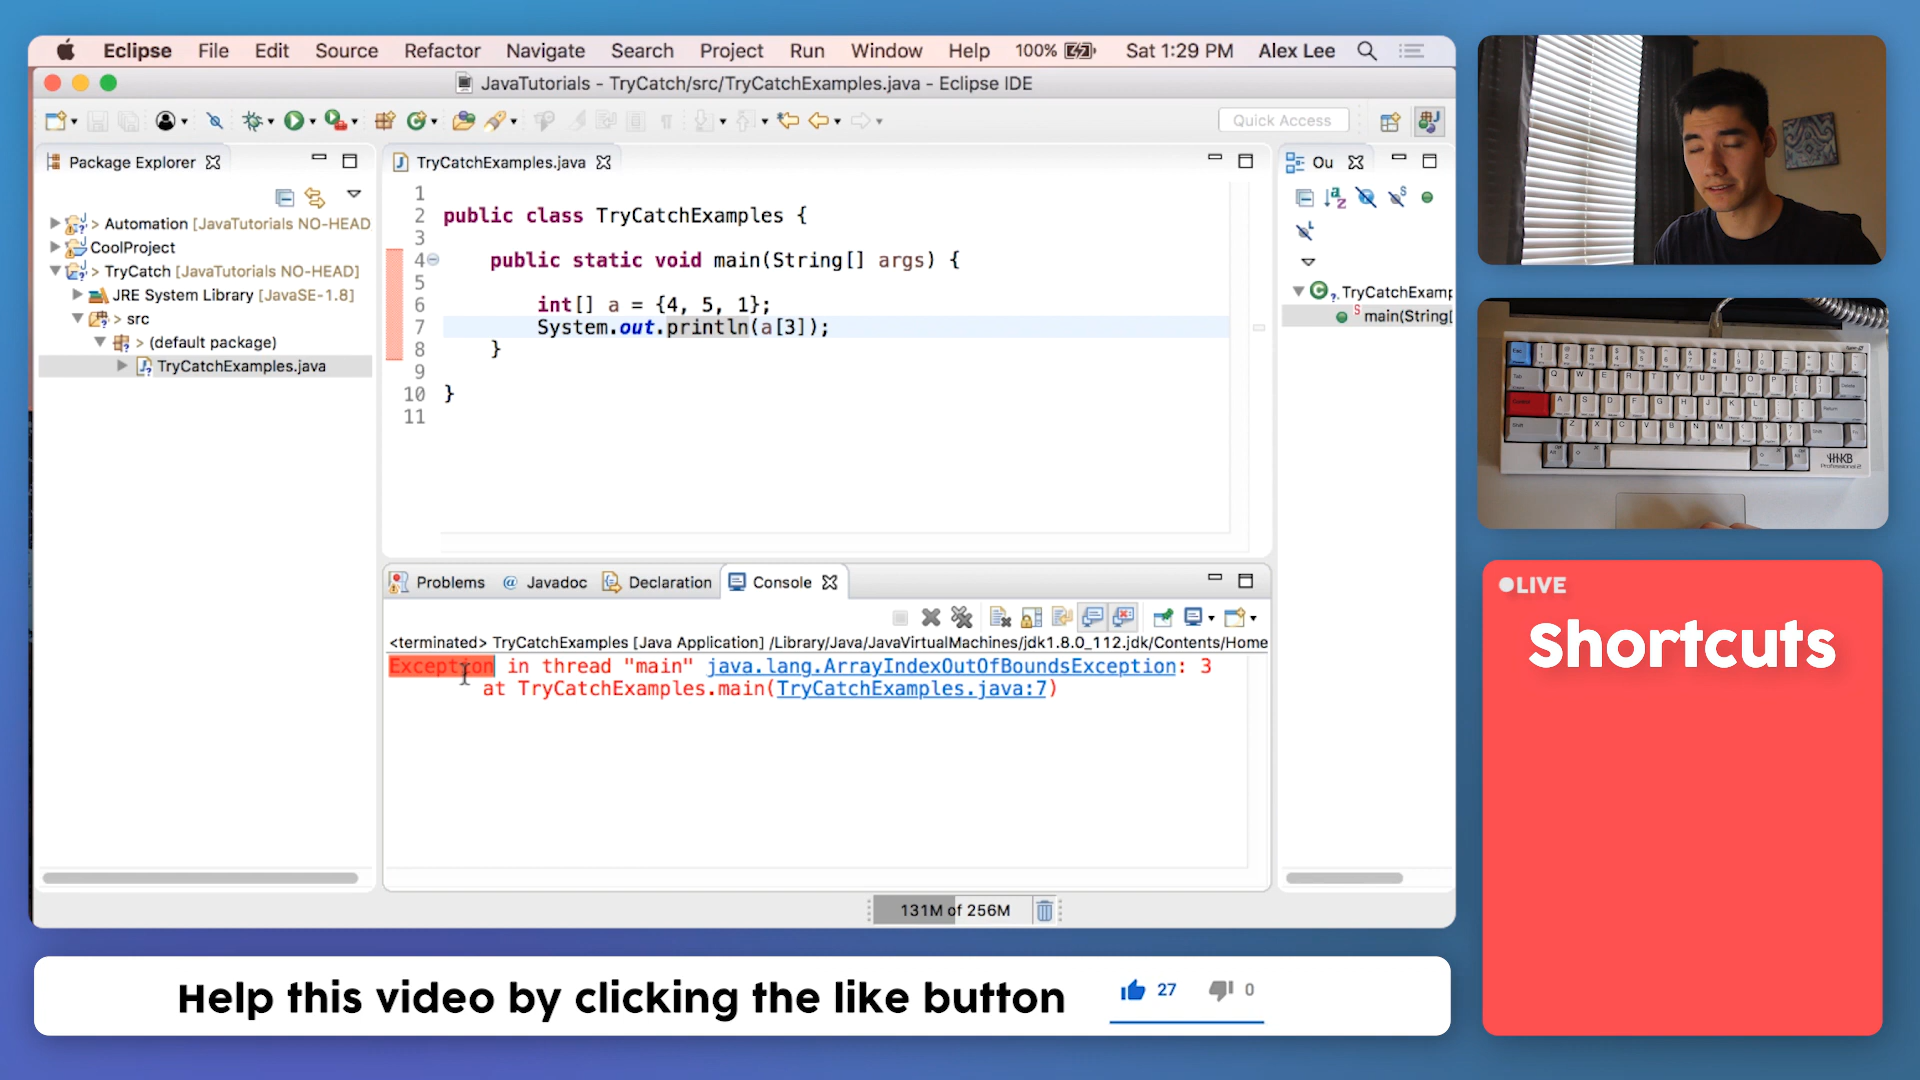 Eclipse File Edit Source Refactor Navigate Search Project Run Window Help 100% Sat 1:29 PM Alex Lee
JavaTutorials - TryCatch/src/TryCatchExamples.java - Eclipse IDE
Quick Access
Package Explorer
> Automation [JavaTutorials NO-HEAD
CoolProject
> TryCatch [JavaTutorials NO-HEAD]
JRE System Library [JavaSE-1.8]
> src
> (default package)
TryCatchExamples.java
TryCatchExamples.java
1
2 public class TryCatchExamples {
3
4 public static void main(String[] args) {
5
6 int[] a = {4, 5, 1};
7 System.out.println(a[3]);
8 }
9
10 }
11
Ou
TryCatchExamp
main(String[
Problems @ Javadoc Declaration Console
<terminated> TryCatchExamples [Java Application] /Library/Java/JavaVirtualMachines/jdk1.8.0_112.jdk/Contents/Home
Exception in thread "main" java.lang.ArrayIndexOutOfBoundsException: 3
at TryCatchExamples.main(TryCatchExamples.java:7)
131M of 256M
LIVE
Shortcuts
Help this video by clicking the like button
27 0